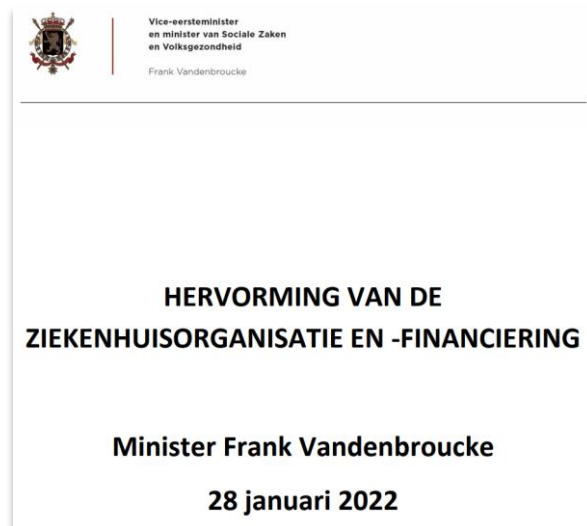 Vice-eersteminister
en minister van Sociale Zaken
en Volksgezondheid
Frank Vandenbroucke
HERVORMING VAN DE
ZIEKENHUISORGANISATIE EN -FINANCIERING
Minister Frank Vandenbroucke
28 januari 2022